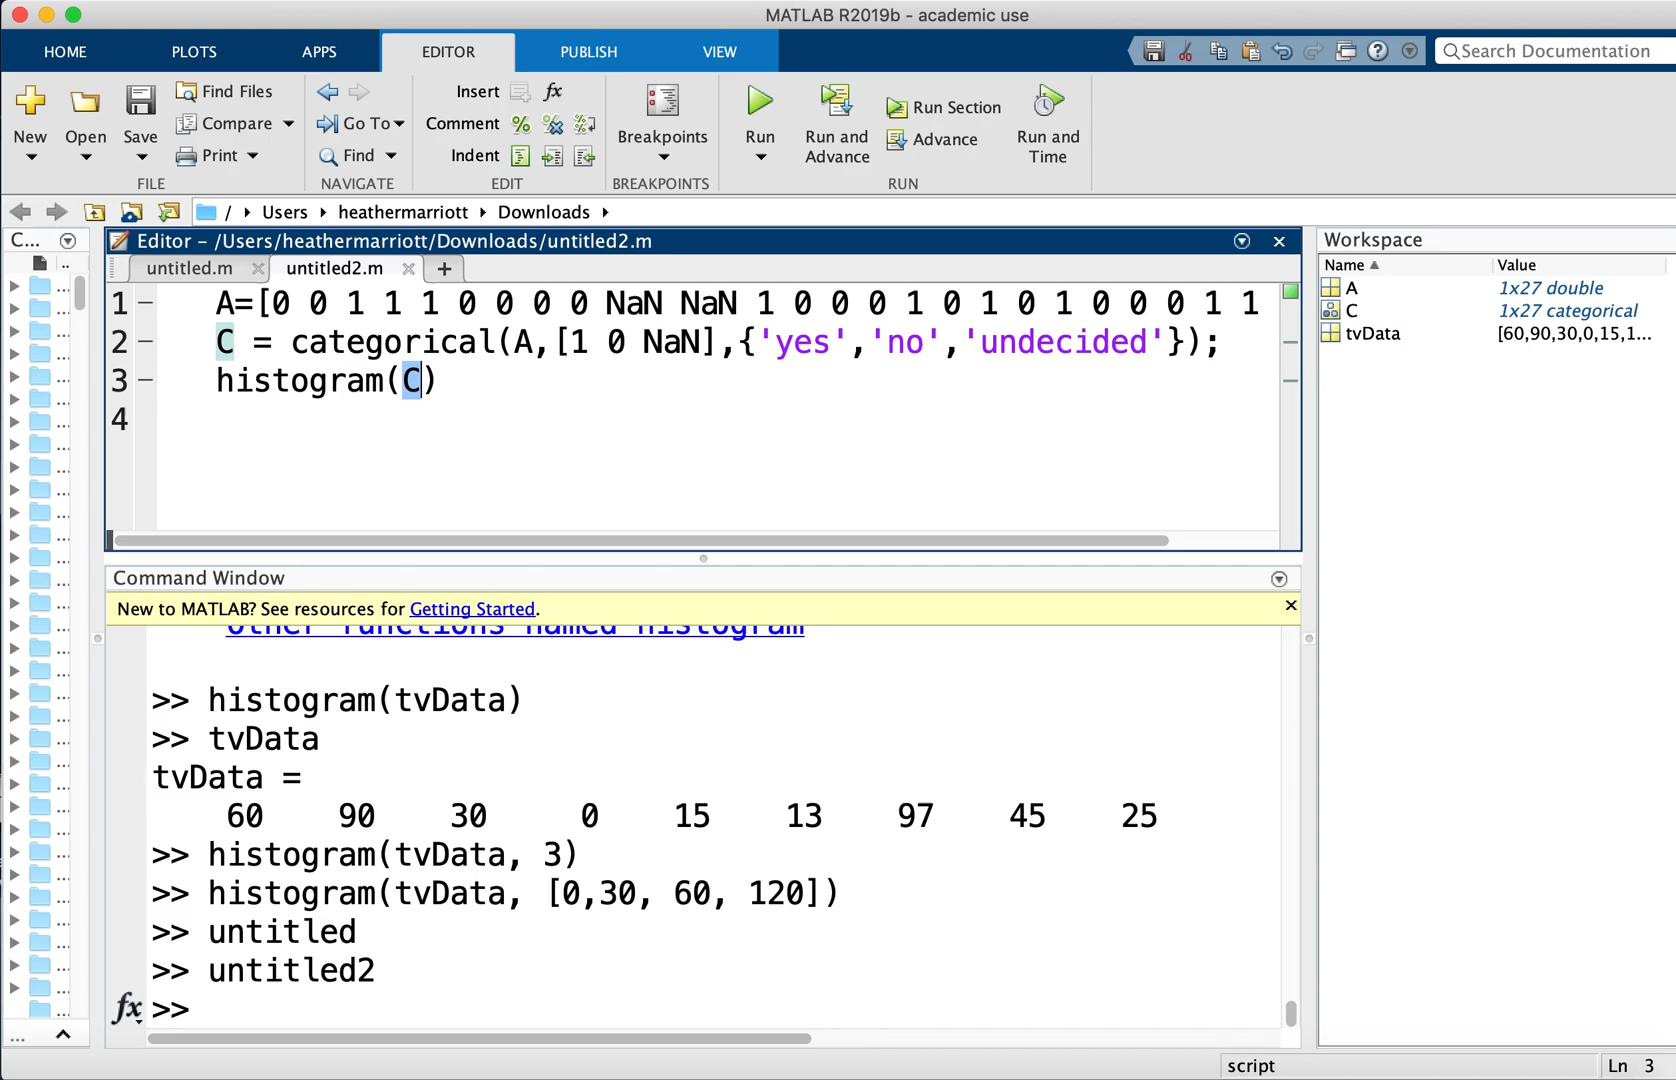 MATLAB R2019b - academic use
HOME PLOTS APPS EDITOR PUBLISH VIEW
Search Documentation
New
Open
Save
Find Files
Compare
Print
FILE
Go To
Find
NAVIGATE
Insert fx
Comment
Indent
EDIT
Breakpoints
BREAKPOINTS
Run
Run and
Advance
Run Section
Advance
Run and
Time
RUN
/ Users heathermarriott Downloads
C...
Editor – /Users/heathermarriott/Downloads/untitled2.m
untitled.m untitled2.m +
1 – A=[0 0 1 1 1 0 0 0 0 NaN NaN 1 0 0 0 1 0 1 0 1 0 0 0 1 1
2 – C = categorical(A,[1 0 NaN],{'yes','no','undecided'});
3 – histogram(C)
4
Command Window
New to MATLAB? See resources for Getting Started.
Other functions named histogram
>> histogram(tvData)
>> tvData
tvData =
60 90 30 0 15 13 97 45 25
>> histogram(tvData, 3)
>> histogram(tvData, [0,30, 60, 120])
>> untitled
>> untitled2
fx >>
Workspace
Name Value
A 1x27 double
C 1x27 categorical
tvData [60,90,30,0,15,1...
script
Ln 3